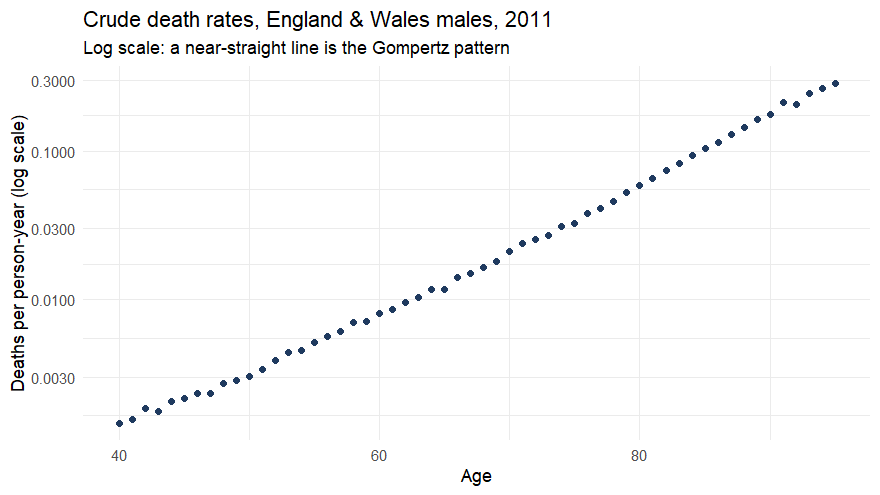 Crude death rates, England & Wales males, 2011
Log scale: a near-straight line is the Gompertz pattern
Deaths per person-year (log scale)
0.3000
0.1000
0.0300
0.0100
0.0030
40 60 80
Age